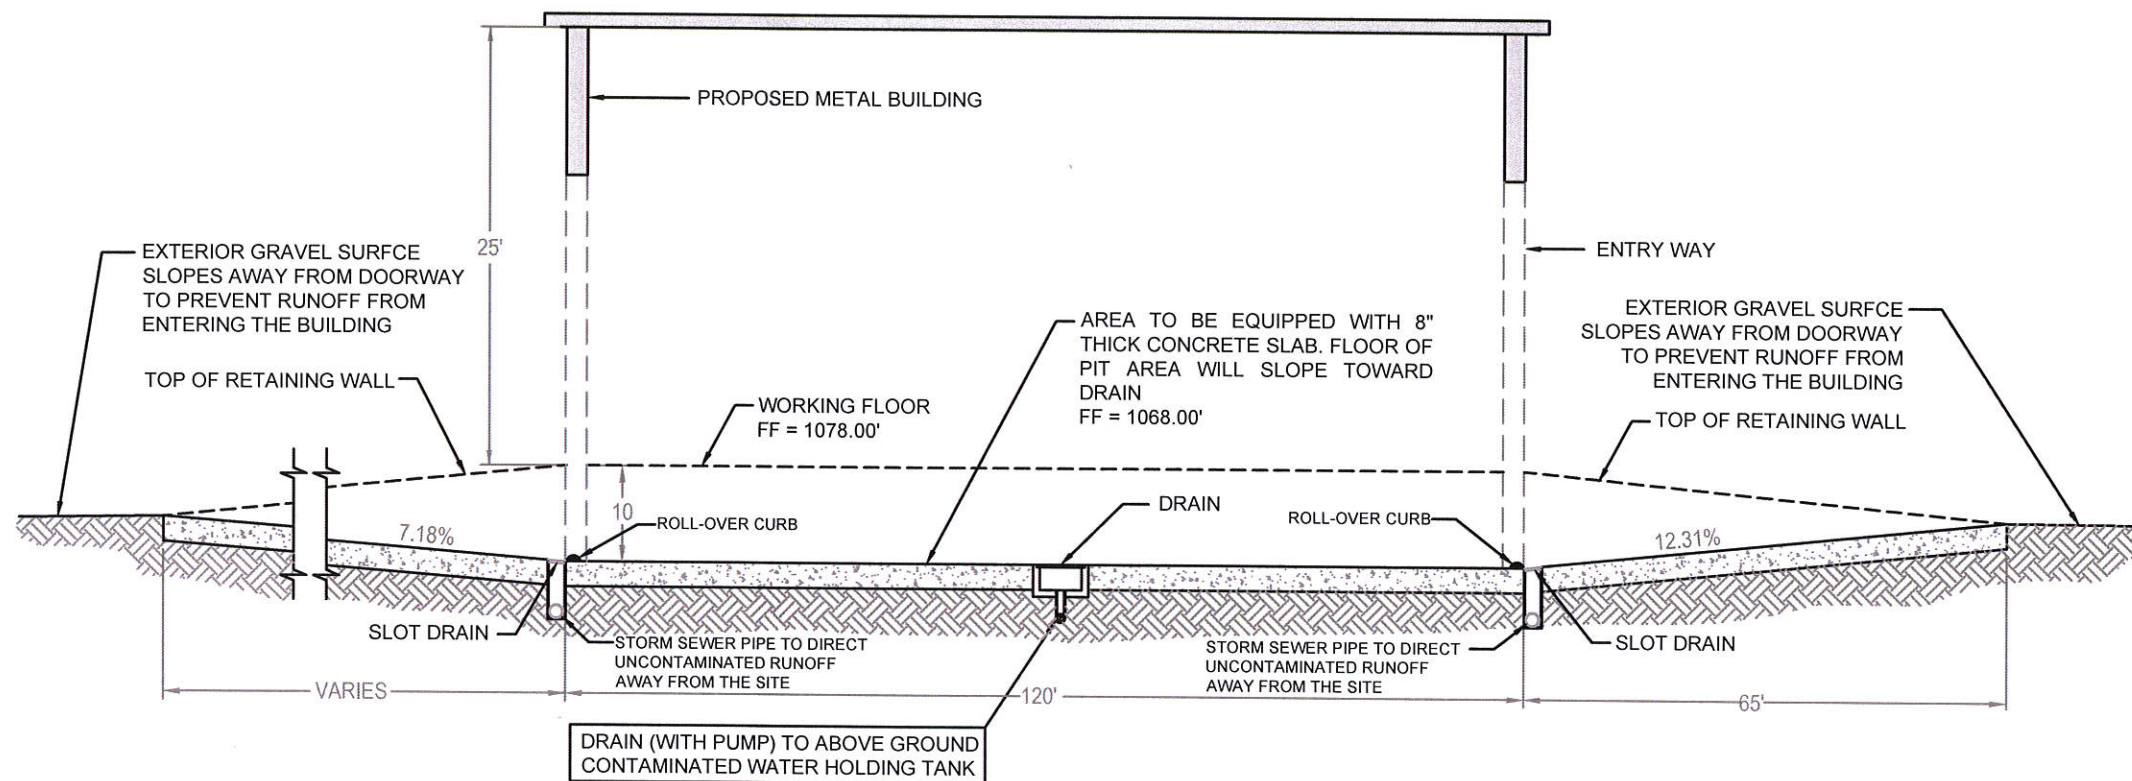 PROPOSED METAL BUILDING
25'
EXTERIOR GRAVEL SURFCE
SLOPES AWAY FROM DOORWAY
TO PREVENT RUNOFF FROM
ENTERING THE BUILDING
TOP OF RETAINING WALL
WORKING FLOOR
FF = 1078.00'
AREA TO BE EQUIPPED WITH 8"
THICK CONCRETE SLAB. FLOOR OF
PIT AREA WILL SLOPE TOWARD
DRAIN
FF = 1068.00'
ENTRY WAY
EXTERIOR GRAVEL SURFCE
SLOPES AWAY FROM DOORWAY
TO PREVENT RUNOFF FROM
ENTERING THE BUILDING
TOP OF RETAINING WALL
7.18%
10
ROLL-OVER CURB
DRAIN
ROLL-OVER CURB
12.31%
SLOT DRAIN
STORM SEWER PIPE TO DIRECT
UNCONTAMINATED RUNOFF
AWAY FROM THE SITE
STORM SEWER PIPE TO DIRECT
UNCONTAMINATED RUNOFF
AWAY FROM THE SITE
SLOT DRAIN
VARIES
120'
65'
DRAIN (WITH PUMP) TO ABOVE GROUND
CONTAMINATED WATER HOLDING TANK